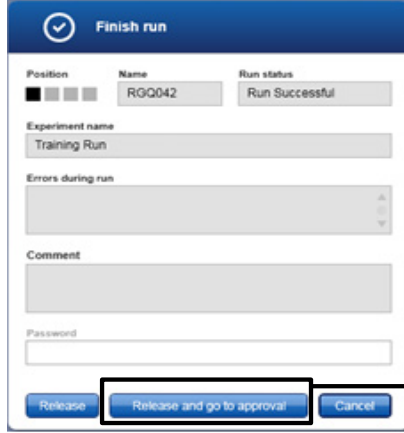 Finish run
Position Name Run status
RGQ042 Run Successful
Experiment name
Training Run
Errors during run
Comment
Password
Release Release and go to approval Cancel